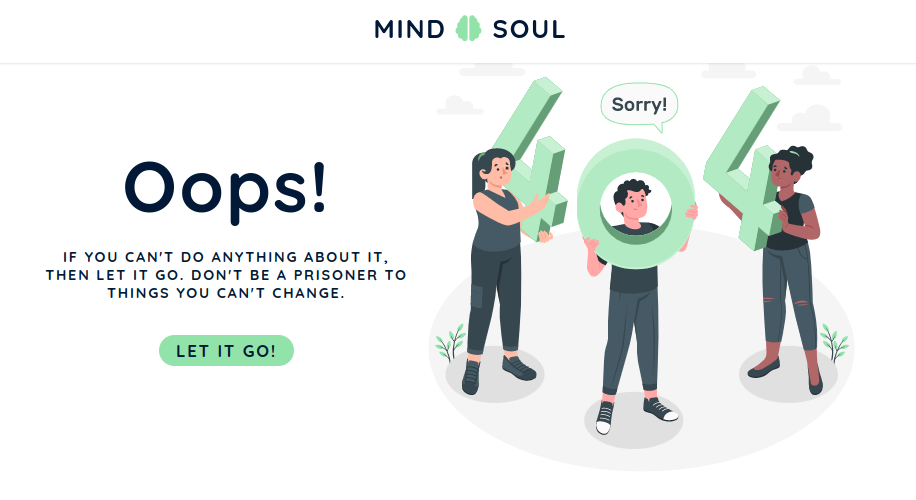 MIND SOUL
Sorry!
404
Oops!
IF YOU CAN'T DO ANYTHING ABOUT IT,
THEN LET IT GO. DON'T BE A PRISONER TO
THINGS YOU CAN'T CHANGE.
LET IT GO!